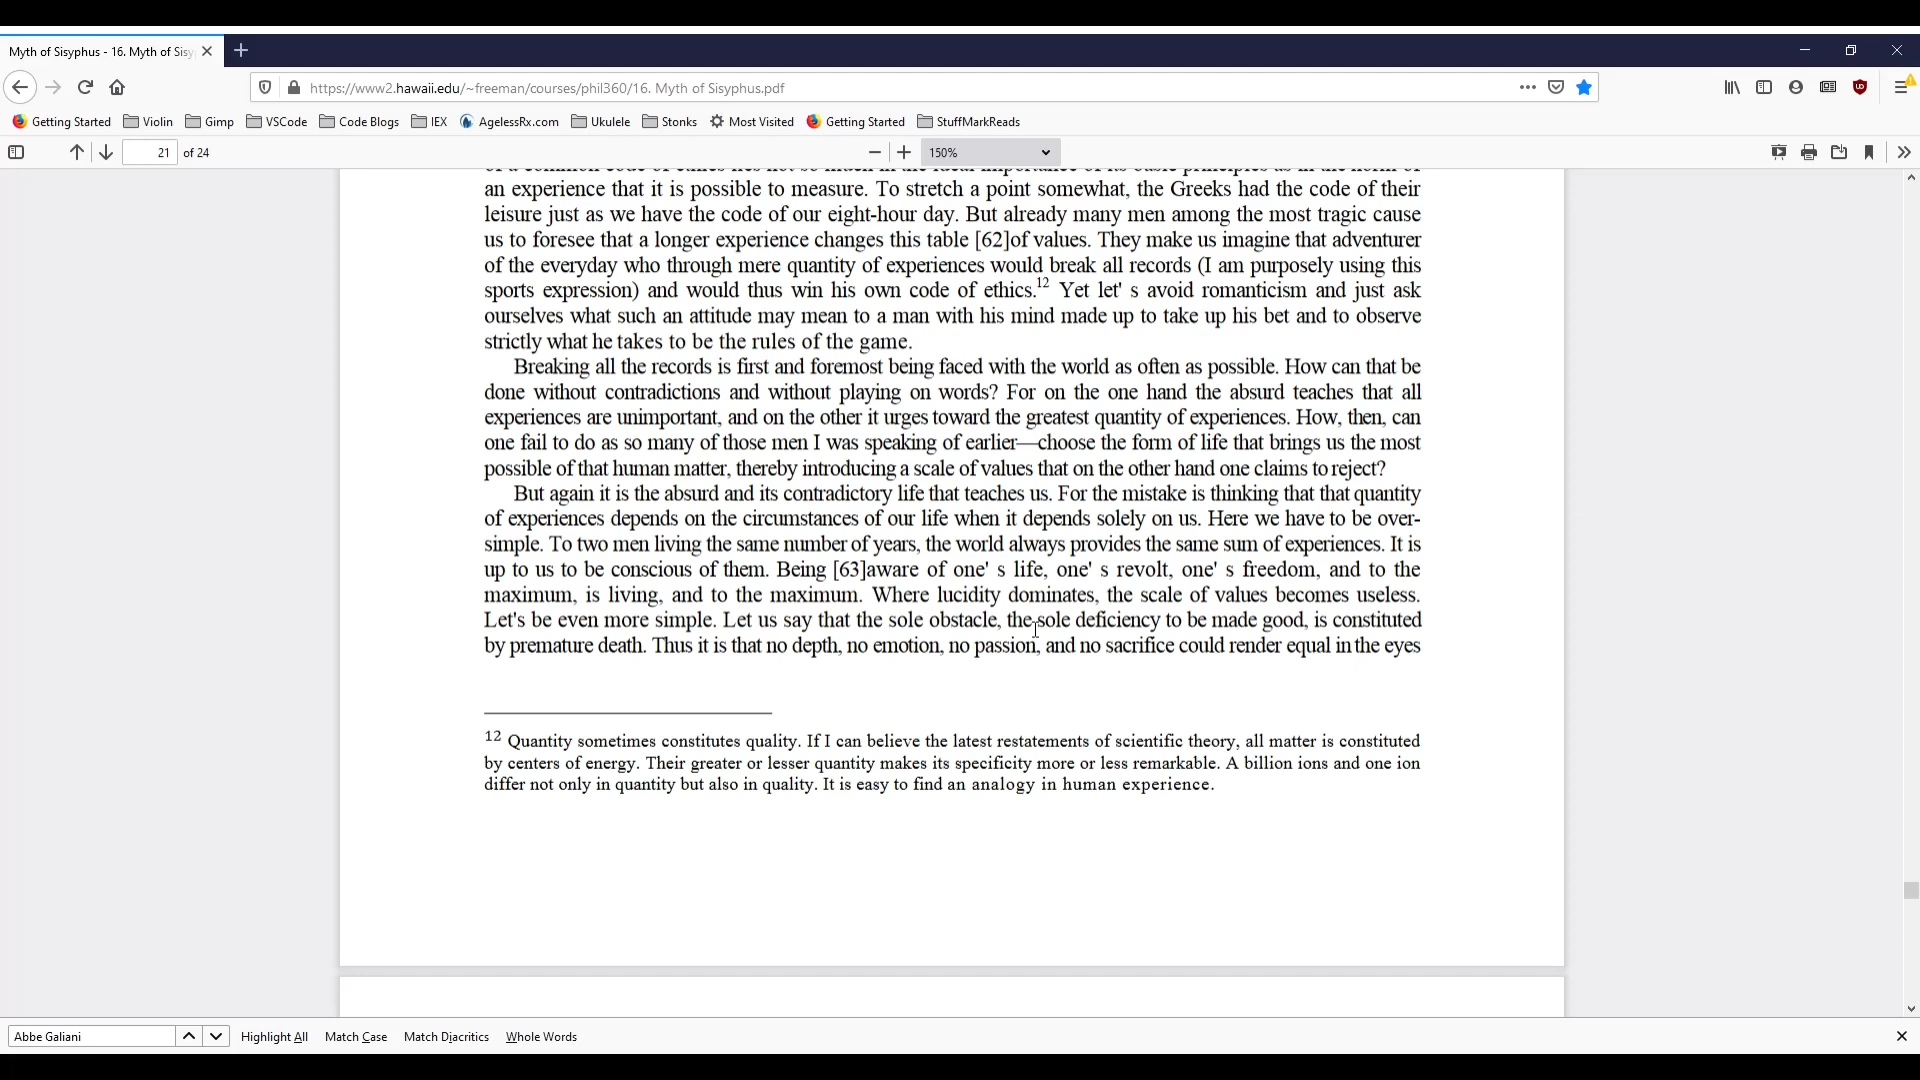 Myth of Sisyphus - 16. Myth of Sisy
https://www2.hawaii.edu/~freeman/courses/phil360/16. Myth of Sisyphus.pdf
Getting Started Violin Gimp VSCode Code Blogs IEX AgelessRx.com Ukulele Stonks Most Visited Getting Started StuffMarkReads
21 of 24 150%
of a common code of ethics lies not so much in the ideal importance of its basic principles as in the norm of
an experience that it is possible to measure. To stretch a point somewhat, the Greeks had the code of their
leisure just as we have the code of our eight-hour day. But already many men among the most tragic cause
us to foresee that a longer experience changes this table [62]of values. They make us imagine that adventurer
of the everyday who through mere quantity of experiences would break all records (I am purposely using this
sports expression) and would thus win his own code of ethics.12 Yet let' s avoid romanticism and just ask
ourselves what such an attitude may mean to a man with his mind made up to take up his bet and to observe
strictly what he takes to be the rules of the game.
Breaking all the records is first and foremost being faced with the world as often as possible. How can that be
done without contradictions and without playing on words? For on the one hand the absurd teaches that all
experiences are unimportant, and on the other it urges toward the greatest quantity of experiences. How, then, can
one fail to do as so many of those men I was speaking of earlier—choose the form of life that brings us the most
possible of that human matter, thereby introducing a scale of values that on the other hand one claims to reject?
But again it is the absurd and its contradictory life that teaches us. For the mistake is thinking that that quantity
of experiences depends on the circumstances of our life when it depends solely on us. Here we have to be over-
simple. To two men living the same number of years, the world always provides the same sum of experiences. It is
up to us to be conscious of them. Being [63]aware of one' s life, one' s revolt, one' s freedom, and to the
maximum, is living, and to the maximum. Where lucidity dominates, the scale of values becomes useless.
Let's be even more simple. Let us say that the sole obstacle, the sole deficiency to be made good, is constituted
by premature death. Thus it is that no depth, no emotion, no passion, and no sacrifice could render equal in the eyes
12 Quantity sometimes constitutes quality. If I can believe the latest restatements of scientific theory, all matter is constituted
by centers of energy. Their greater or lesser quantity makes its specificity more or less remarkable. A billion ions and one ion
differ not only in quantity but also in quality. It is easy to find an analogy in human experience.
Abbe Galiani Highlight All Match Case Match Diacritics Whole Words